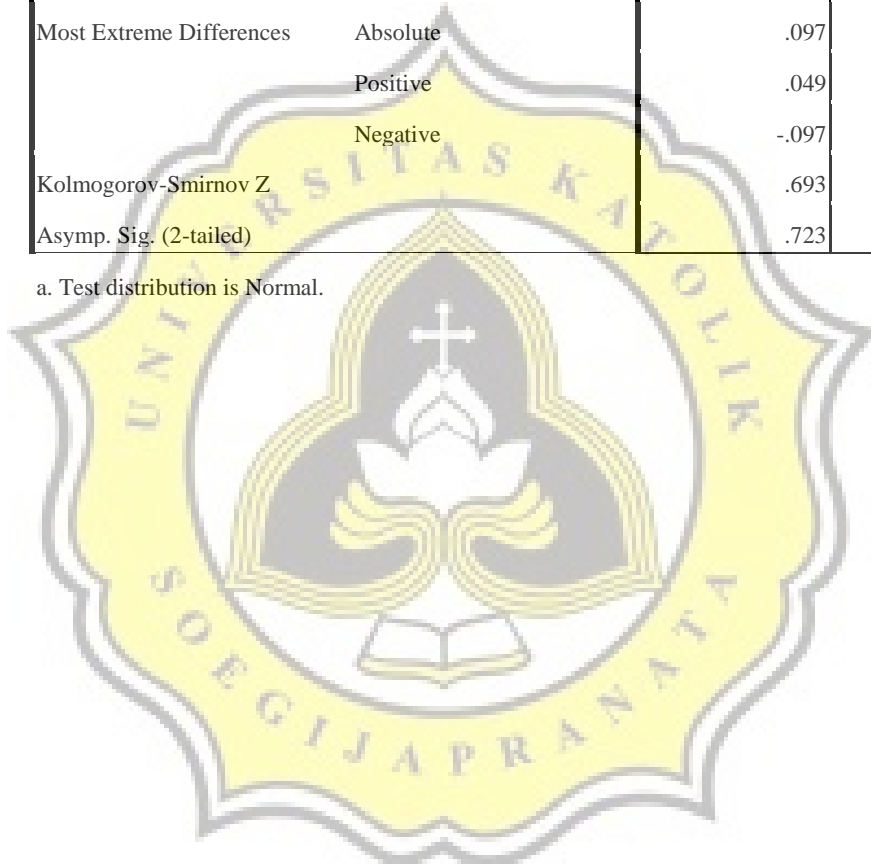 Most Extreme Differences Absolute .097
Positive .049
Negative -.097
Kolmogorov-Smirnov Z .693
Asymp. Sig. (2-tailed) .723
a. Test distribution is Normal.
UNIVERSITAS KATOLIK
SOEGIJAPRANATA